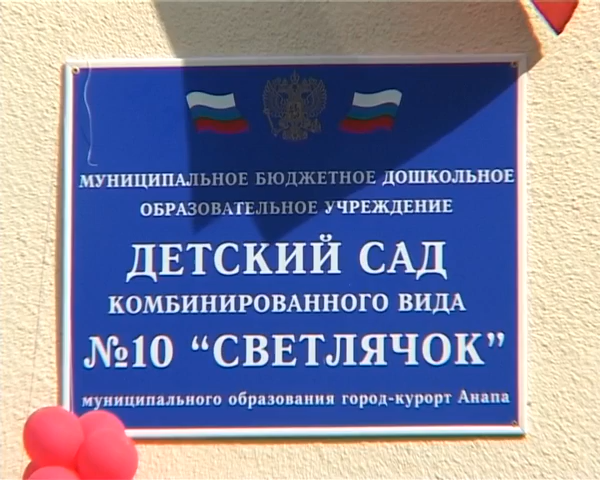 МУНИЦИПАЛЬНОЕ БЮДЖЕТНОЕ ДОШКОЛЬНОЕ
ОБРАЗОВАТЕЛЬНОЕ УЧРЕЖДЕНИЕ
ДЕТСКИЙ САД
КОМБИНИРОВАННОГО ВИДА
№10 “СВЕТЛЯЧОК”
муниципального образования город-курорт Анапа